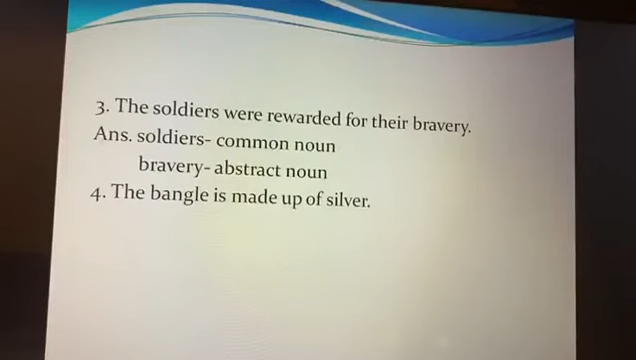 3. The soldiers were rewarded for their bravery.
Ans. soldiers- common noun
bravery- abstract noun
4. The bangle is made up of silver.